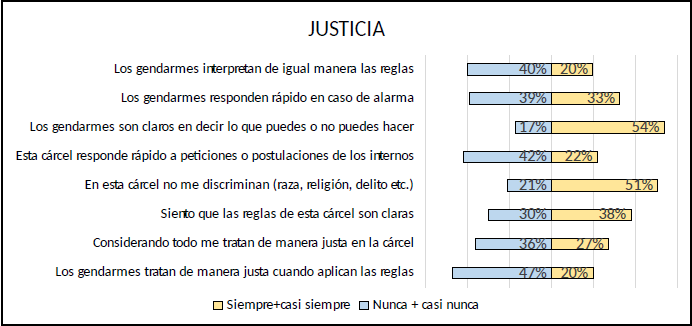 JUSTICIA
Los gendarmes interpretan de igual manera las reglas 40% 20%
Los gendarmes responden rápido en caso de alarma 39% 33%
Los gendarmes son claros en decir lo que puedes o no puedes hacer 17% 54%
Esta cárcel responde rápido a peticiones o postulaciones de los internos 42% 22%
En esta cárcel no me discriminan (raza, religión, delito etc.) 21% 51%
Siento que las reglas de esta cárcel son claras 30% 38%
Considerando todo me tratan de manera justa en la cárcel 36% 27%
Los gendarmes tratan de manera justa cuando aplican las reglas 47% 20%
Siempre+casi siempre Nunca + casi nunca